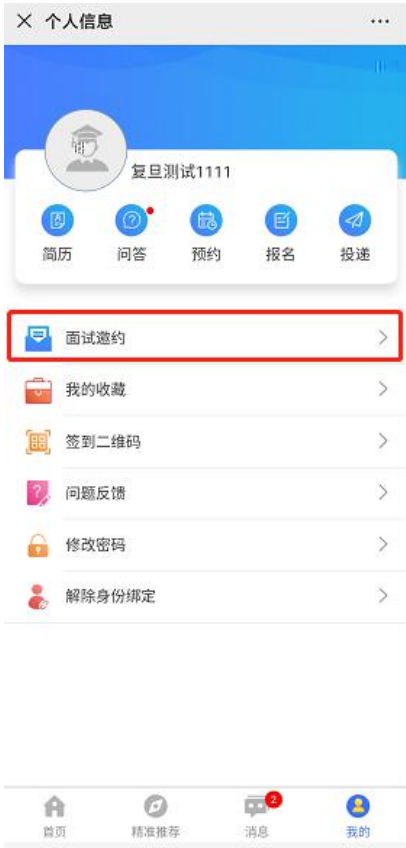 个人信息
复旦测试1111
简历 问答 预约 报名 投递
面试邀约
我的收藏
签到二维码
问题反馈
修改密码
解除身份绑定
2
首页 精准推荐 消息 我的